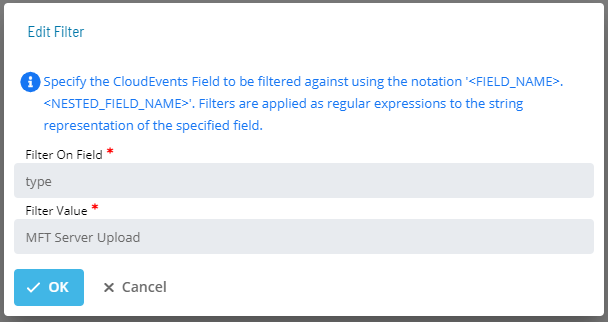 Edit Filter
Specify the CloudEvents Field to be filtered against using the notation '<FIELD_NAME>.
<NESTED_FIELD_NAME>'. Filters are applied as regular expressions to the string
representation of the specified field.
Filter On Field *
type
Filter Value *
MFT Server Upload
OK Cancel